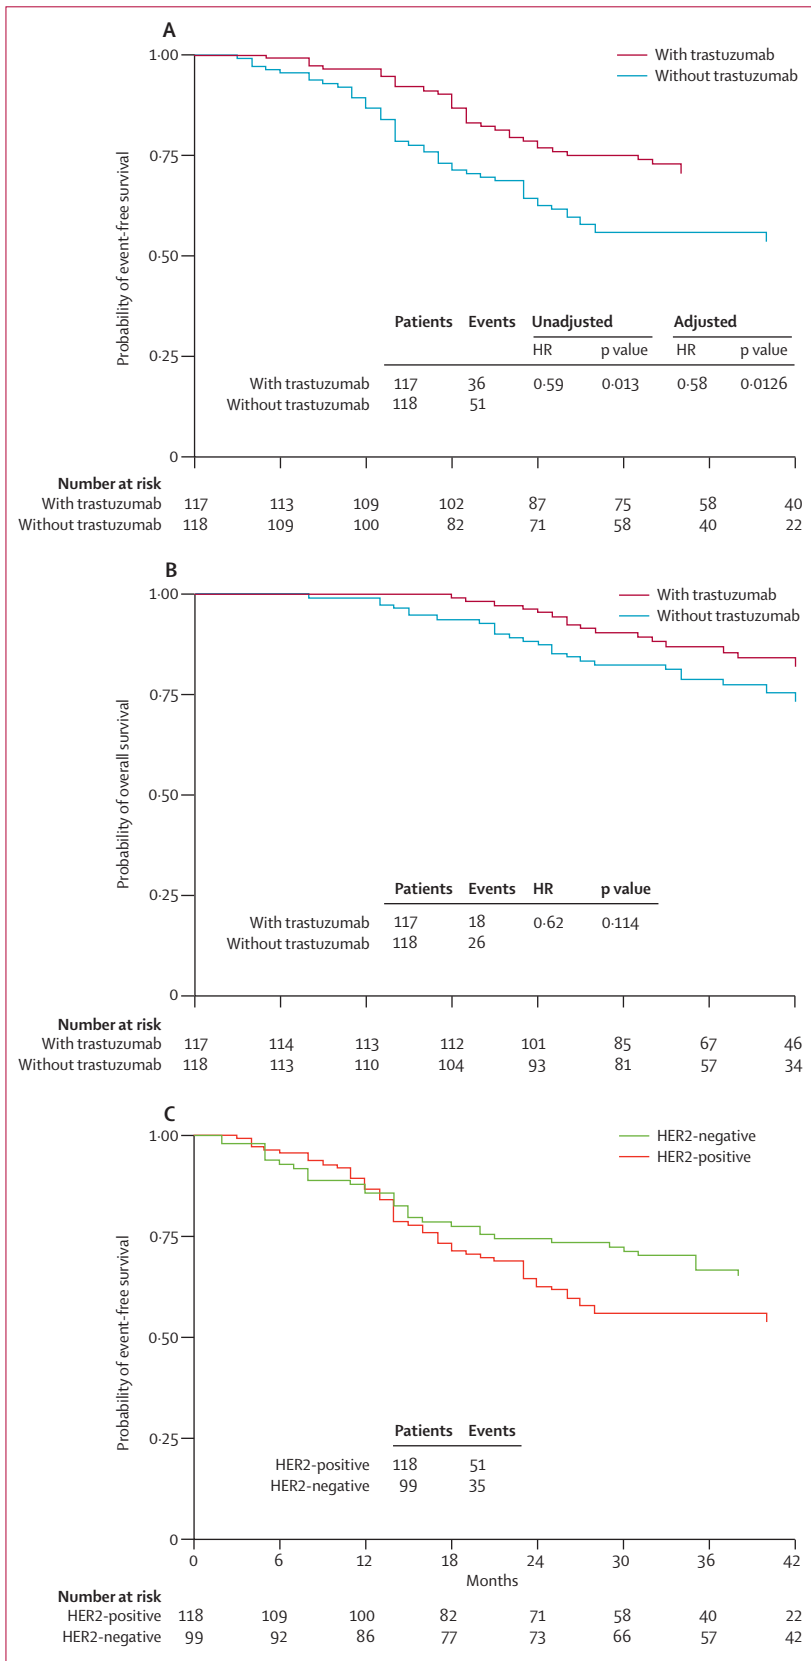 A
1·00
With trastuzumab
Without trastuzumab
0·75
0·50
0·25
0
Probability of event-free survival
Patients Events Unadjusted Adjusted
HR p value HR p value
With trastuzumab 117 36 0·59 0·013 0·58 0·0126
Without trastuzumab 118 51
Number at risk
With trastuzumab 117 113 109 102 87 75 58 40
Without trastuzumab 118 109 100 82 71 58 40 22
B
1·00
With trastuzumab
Without trastuzumab
0·75
0·50
0·25
0
Probability of overall survival
Patients Events HR p value
With trastuzumab 117 18 0·62 0·114
Without trastuzumab 118 26
Number at risk
With trastuzumab 117 114 113 112 101 85 67 46
Without trastuzumab 118 113 110 104 93 81 57 34
C
1·00
HER2-negative
HER2-positive
0·75
0·50
0·25
0
Probability of event-free survival
Patients Events
HER2-positive 118 51
HER2-negative 99 35
0 6 12 18 24 30 36 42
Months
Number at risk
HER2-positive 118 109 100 82 71 58 40 22
HER2-negative 99 92 86 77 73 66 57 42